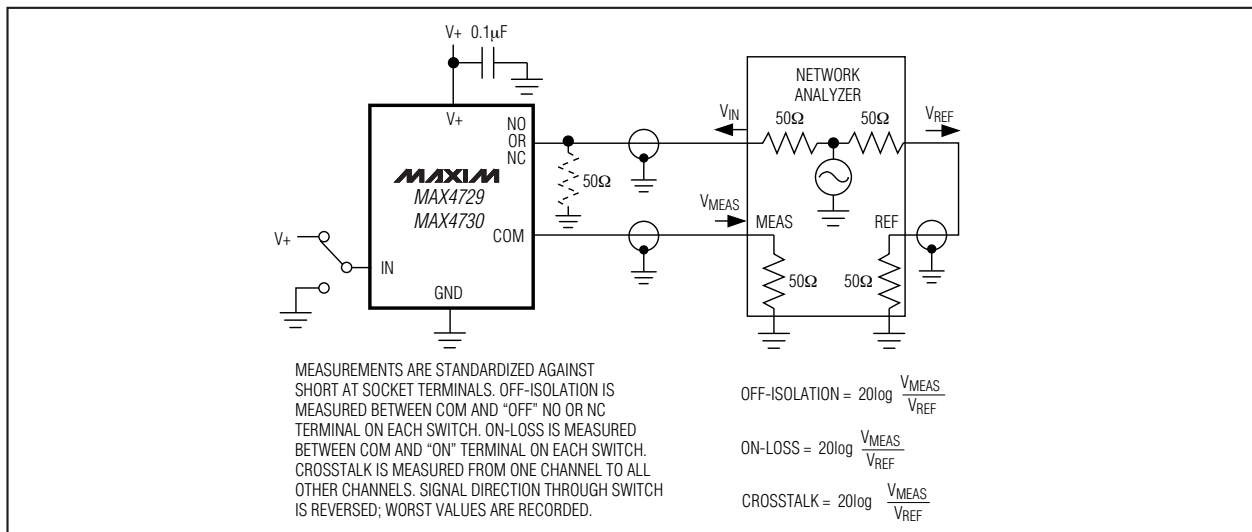 V+ 0.1µF
V+
NO
OR
NC
MAXIM
MAX4729
MAX4730
COM
V+
IN
GND
50Ω
NETWORK
ANALYZER
VIN
50Ω
50Ω
VREF
VMEAS
MEAS
REF
50Ω
50Ω
MEASUREMENTS ARE STANDARDIZED AGAINST
SHORT AT SOCKET TERMINALS. OFF-ISOLATION IS
MEASURED BETWEEN COM AND “OFF” NO OR NC
TERMINAL ON EACH SWITCH. ON-LOSS IS MEASURED
BETWEEN COM AND “ON” TERMINAL ON EACH SWITCH.
CROSSTALK IS MEASURED FROM ONE CHANNEL TO ALL
OTHER CHANNELS. SIGNAL DIRECTION THROUGH SWITCH
IS REVERSED; WORST VALUES ARE RECORDED.
OFF-ISOLATION = 20log VMEAS
VREF
ON-LOSS = 20log VMEAS
VREF
CROSSTALK = 20log VMEAS
VREF